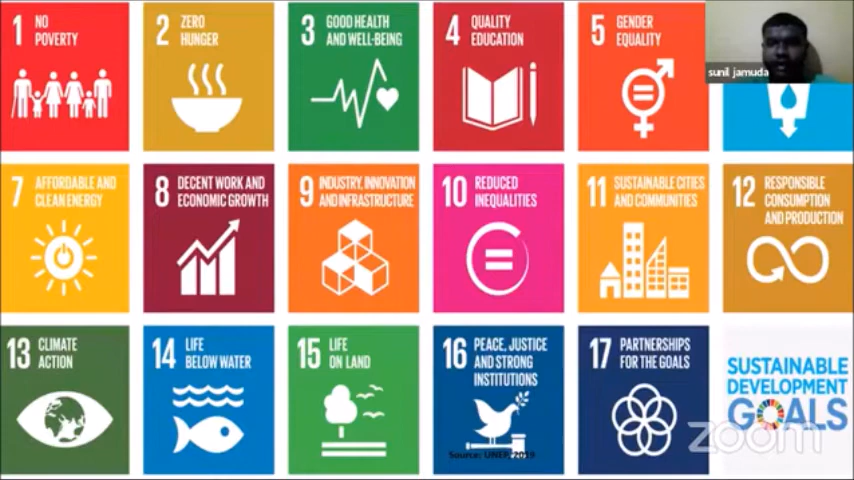 1 NO
POVERTY
2 ZERO
HUNGER
3 GOOD HEALTH
AND WELL-BEING
4 QUALITY
EDUCATION
5 GENDER
EQUALITY
sunil jamuda
7 AFFORDABLE AND
CLEAN ENERGY
8 DECENT WORK AND
ECONOMIC GROWTH
9 INDUSTRY, INNOVATION
AND INFRASTRUCTURE
10 REDUCED
INEQUALITIES
11 SUSTAINABLE CITIES
AND COMMUNITIES
12 RESPONSIBLE
CONSUMPTION
AND PRODUCTION
13 CLIMATE
ACTION
14 LIFE
BELOW WATER
15 LIFE
ON LAND
16 PEACE, JUSTICE
AND STRONG
INSTITUTIONS
17 PARTNERSHIPS
FOR THE GOALS
SUSTAINABLE
DEVELOPMENT
GOALS
zoom
Source: UNEP, 2019